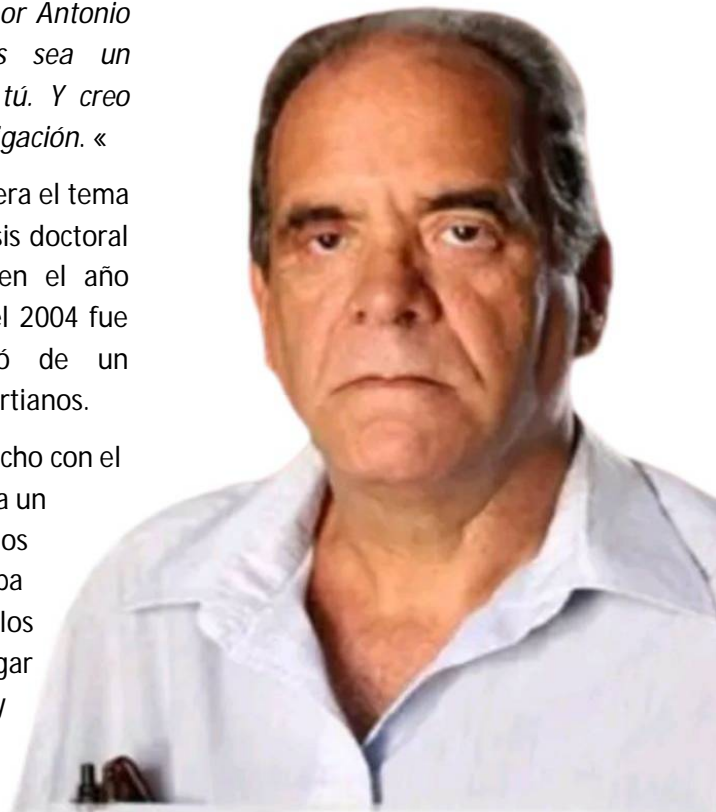 or Antonio
s sea un
tú. Y creo
igación. «
era el tema
sis doctoral
en el año
el 2004 fue
ó de un
rtianos.
cho con el
a un
os
ba
los
gar
y